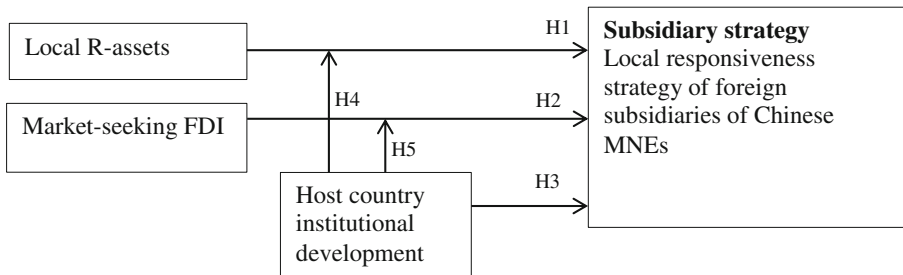 Local R-assets
H1
Subsidiary strategy
Local responsiveness
strategy of foreign
subsidiaries of Chinese
MNEs
H4
H2
Market-seeking FDI
H5
H3
Host country
institutional
development